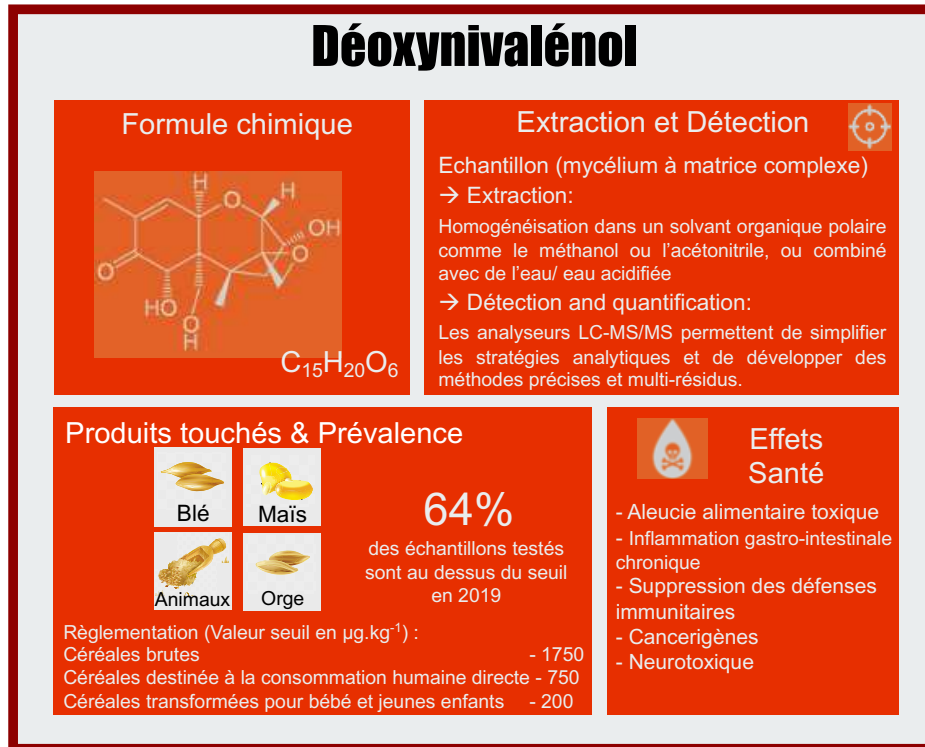 Déoxynivalénol
Formule chimique
H
O
H
OH
O
O
HO
O
H
C₁₅H₂₀O₆
Extraction et Détection
Echantillon (mycélium à matrice complexe)
→ Extraction:
Homogénéisation dans un solvant organique polaire
comme le méthanol ou l'acétonitrile, ou combiné
avec de l'eau/ eau acidifiée
→ Détection and quantification:
Les analyseurs LC-MS/MS permettent de simplifier
les stratégies analytiques et de développer des
méthodes précises et multi-résidus.
Produits touchés & Prévalence
Blé
Maïs
Animaux
Orge
64%
des échantillons testés
sont au dessus du seuil
en 2019
Règlementation (Valeur seuil en µg.kg⁻¹) :
Céréales brutes - 1750
Céréales destinée à la consommation humaine directe - 750
Céréales transformées pour bébé et jeunes enfants - 200
Effets
Santé
- Aleucie alimentaire toxique
- Inflammation gastro-intestinale
chronique
- Suppression des défenses
immunitaires
- Cancerigènes
- Neurotoxique